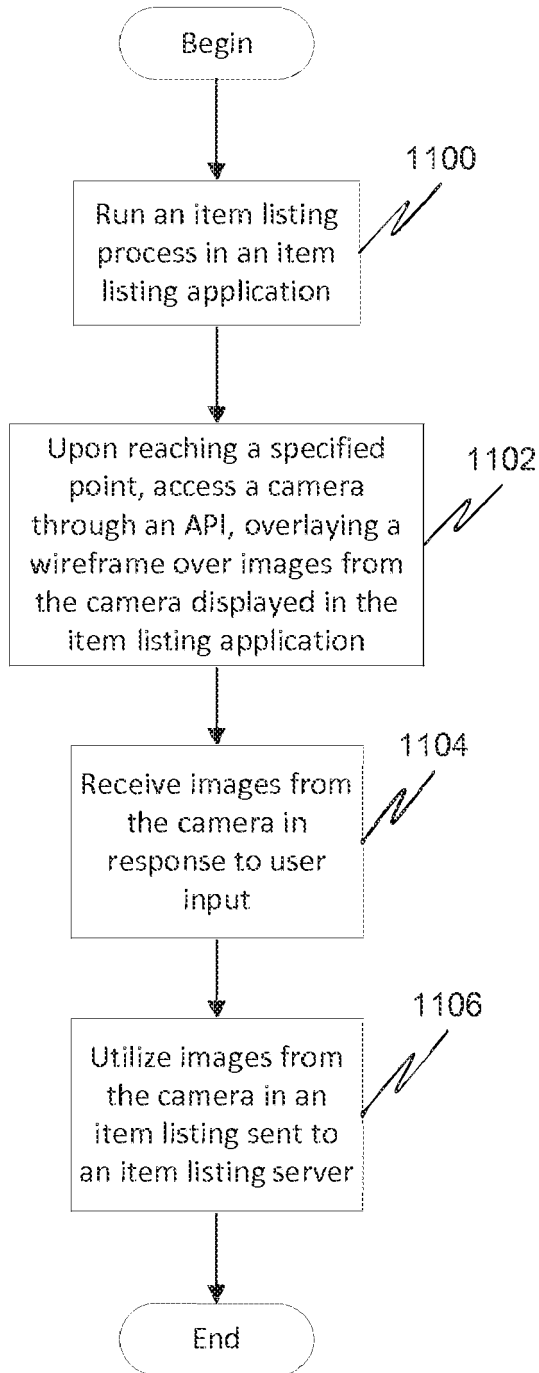 Begin
1100
Run an item listing
process in an item
listing application
1102
Upon reaching a specified
point, access a camera
through an API, overlaying a
wireframe over images from
the camera displayed in the
item listing application
1104
Receive images from
the camera in
response to user
input
1106
Utilize images from
the camera in an
item listing sent to
an item listing server
End